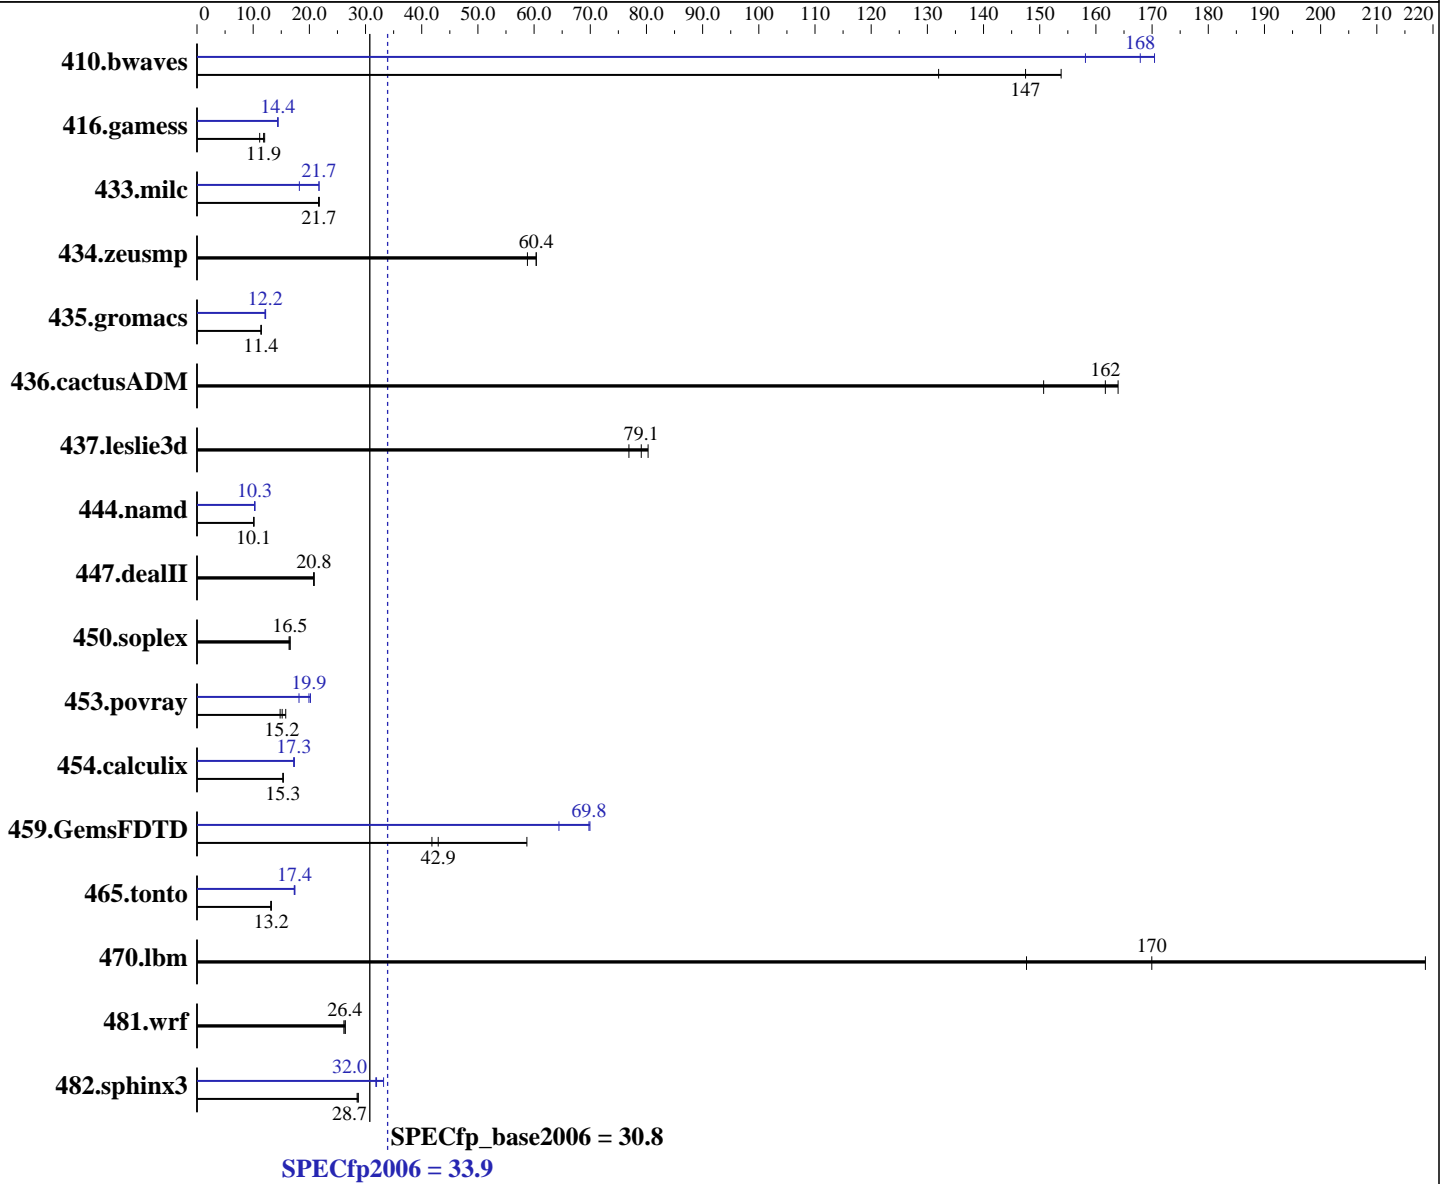 0 10.0 20.0 30.0 40.0 50.0 60.0 70.0 80.0 90.0 100 110 120 130 140 150 160 170 180 190 200 210 220
168
410.bwaves
147
14.4
416.gamess
11.9
21.7
433.milc
21.7
60.4
434.zeusmp
12.2
435.gromacs
11.4
162
436.cactusADM
79.1
437.leslie3d
10.3
444.namd
10.1
20.8
447.dealII
16.5
450.soplex
19.9
453.povray
15.2
17.3
454.calculix
15.3
69.8
459.GemsFDTD
42.9
17.4
465.tonto
13.2
170
470.lbm
26.4
481.wrf
32.0
482.sphinx3
28.7
SPECfp_base2006 = 30.8
SPECfp2006 = 33.9